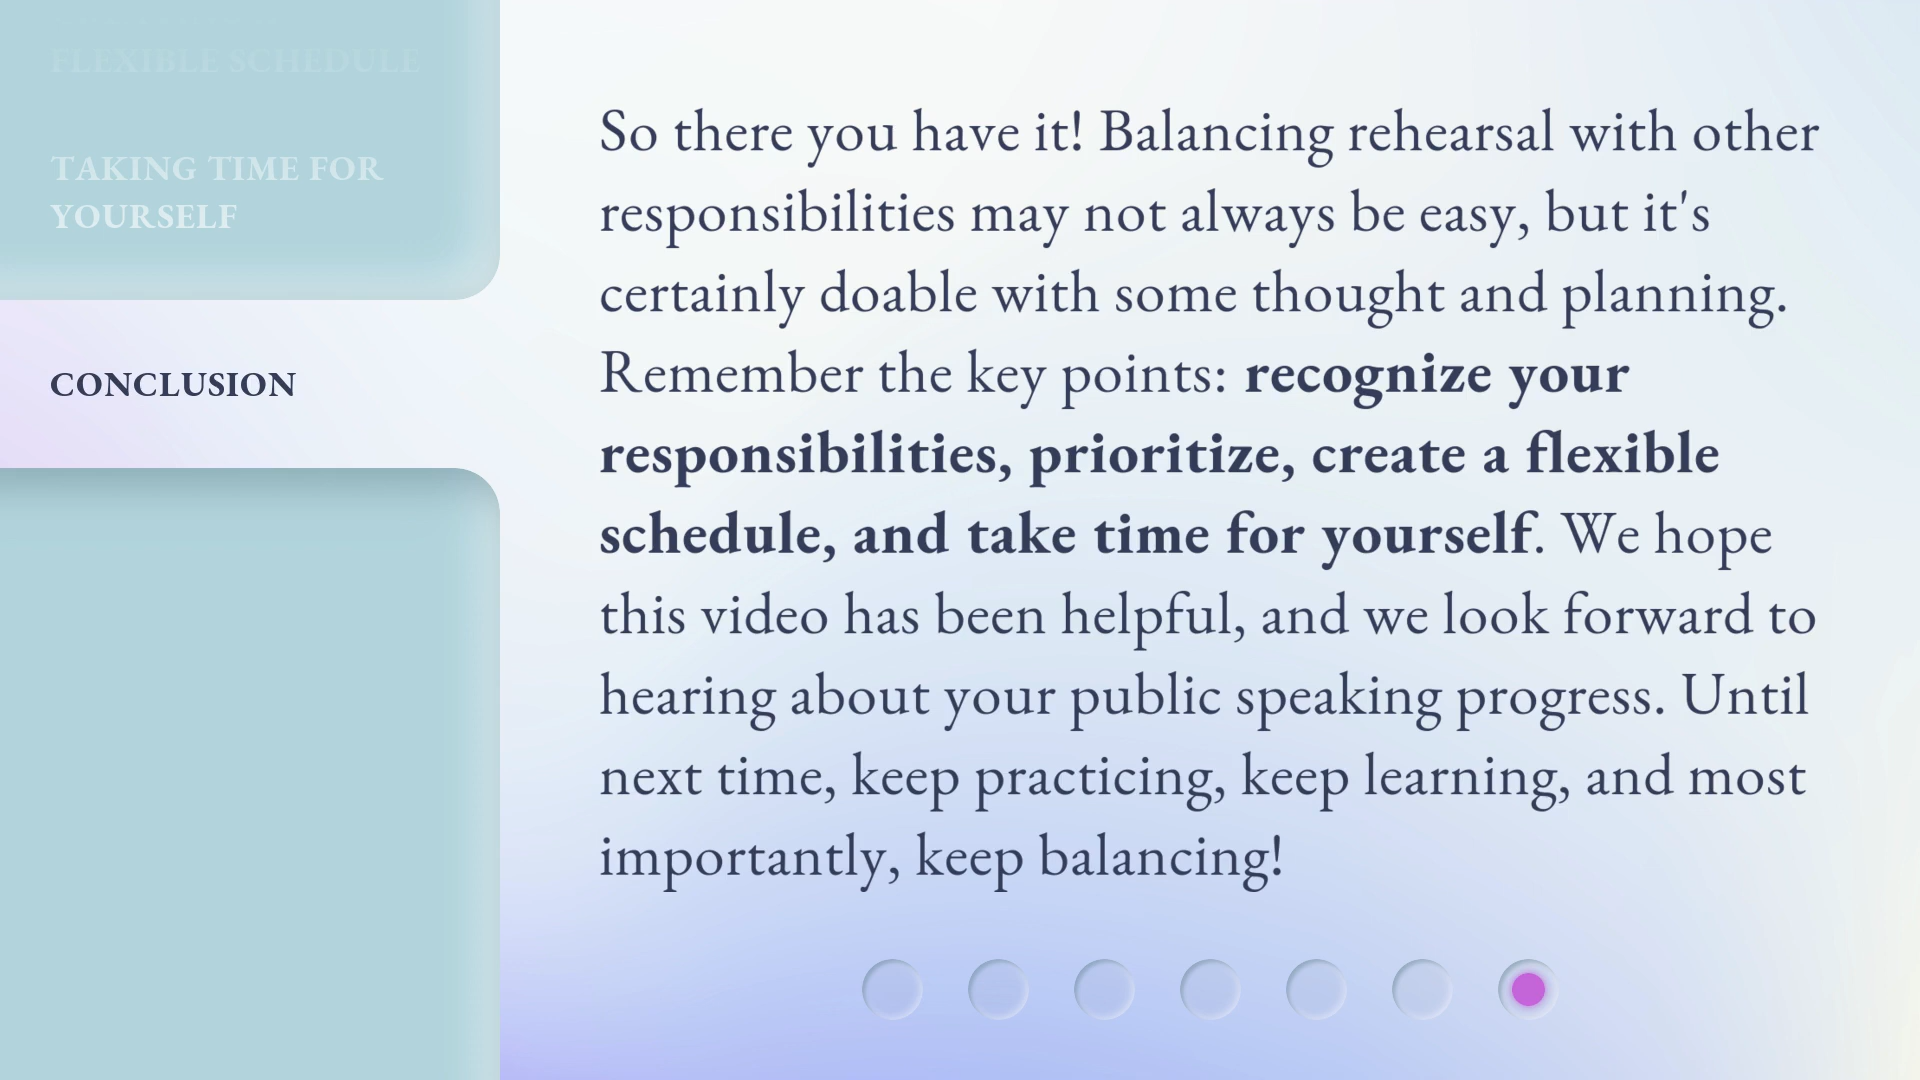 FLEXIBLE SCHEDULE
TAKING TIME FOR
YOURSELF
CONCLUSION
So there you have it! Balancing rehearsal with other
responsibilities may not always be easy, but it's
certainly doable with some thought and planning.
Remember the key points: recognize your
responsibilities, prioritize, create a flexible
schedule, and take time for yourself. We hope
this video has been helpful, and we look forward to
hearing about your public speaking progress. Until
next time, keep practicing, keep learning, and most
importantly, keep balancing!